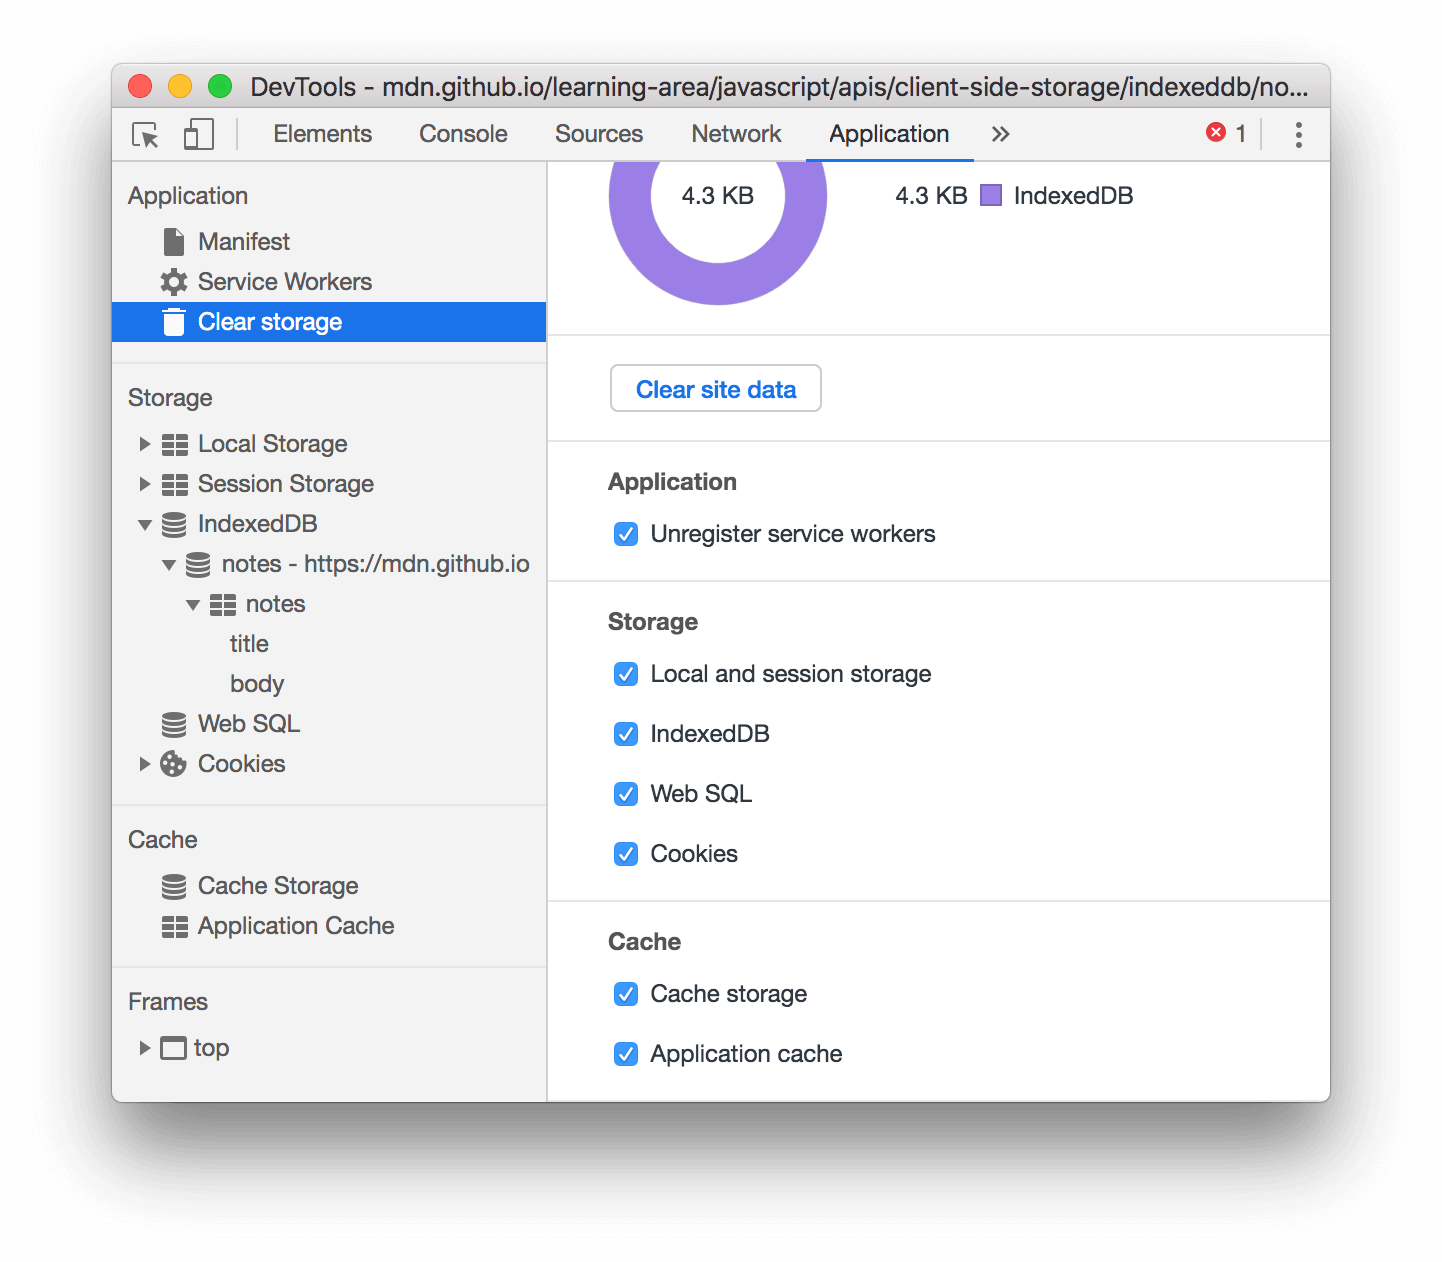 DevTools - mdn.github.io/learning-area/javascript/apis/client-side-storage/indexeddb/no...
Elements Console Sources Network Application » 1
Application
Manifest
Service Workers
Clear storage
Storage
Local Storage
Session Storage
IndexedDB
notes - https://mdn.github.io
notes
title
body
Web SQL
Cookies
Cache
Cache Storage
Application Cache
Frames
top
4.3 KB
4.3 KB IndexedDB
Clear site data
Application
Unregister service workers
Storage
Local and session storage
IndexedDB
Web SQL
Cookies
Cache
Cache storage
Application cache